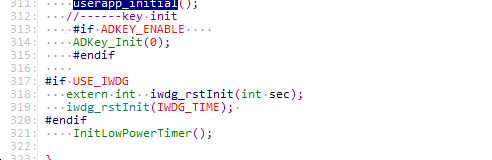 311: userapp_initial();
312: //------key init
313: #if ADKEY_ENABLE
314: ADKey_Init(0);
315: #endif
316:
317: #if USE_IWDG
318: extern int iwdg_rstInit(int sec);
319: iwdg_rstInit(IWDG_TIME);
320: #endif
321: InitLowPowerTimer();
322:
323: }